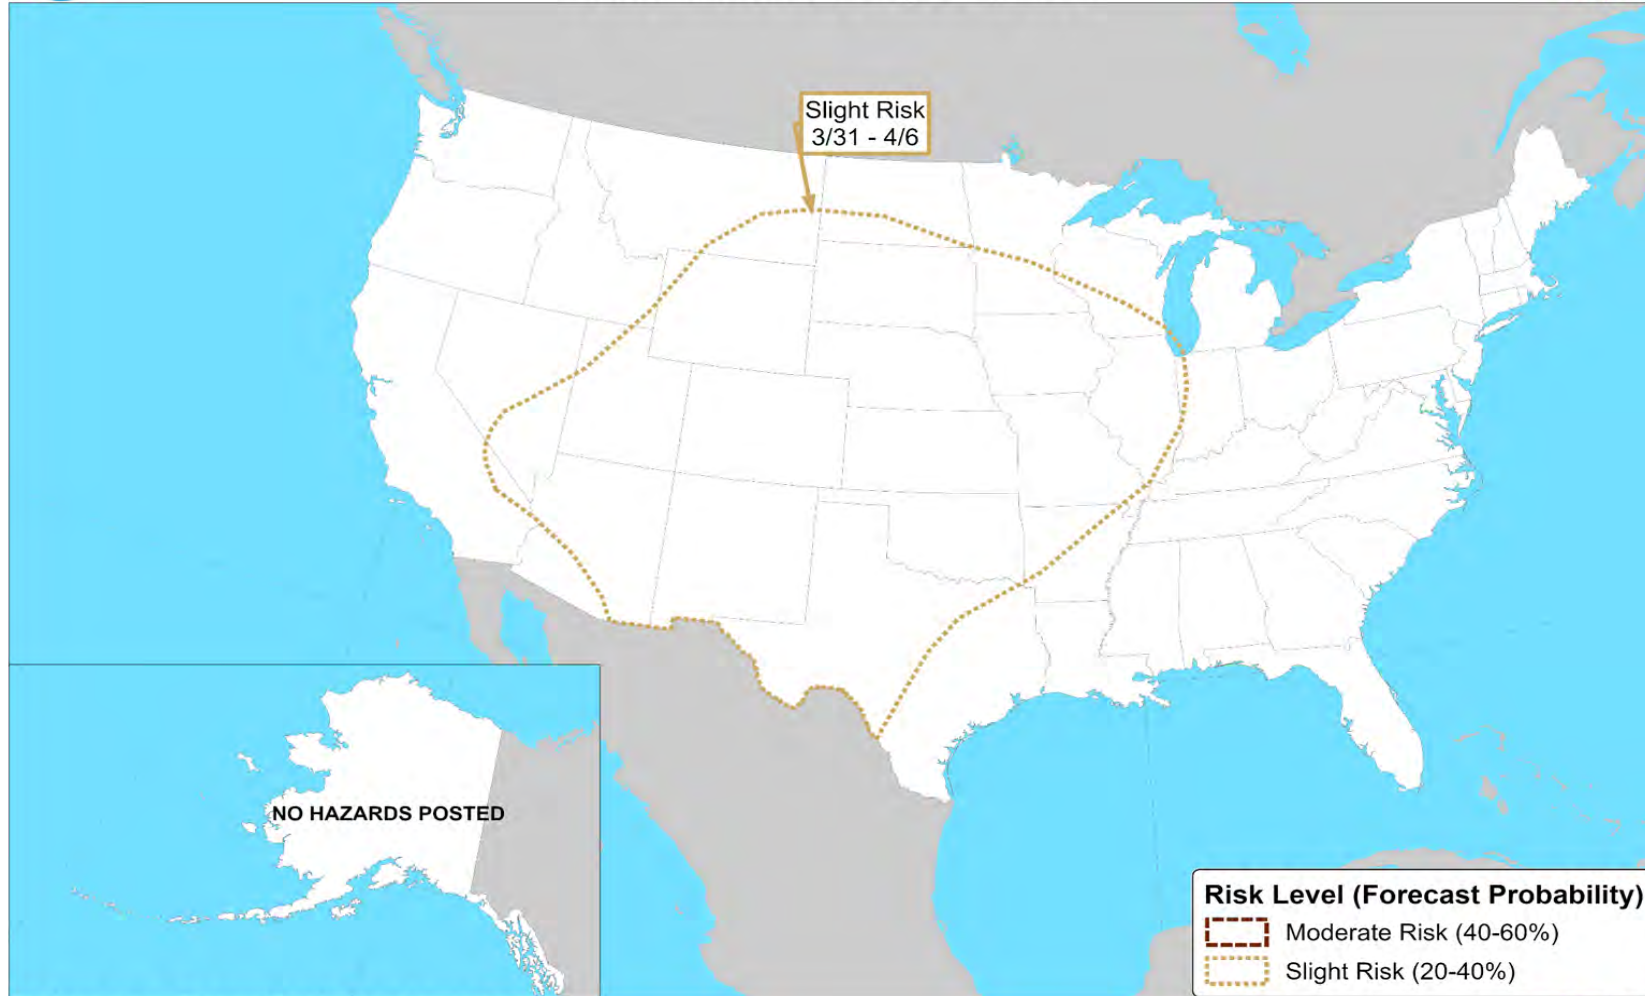 Slight Risk
3/31 - 4/6
NO HAZARDS POSTED
Risk Level (Forecast Probability)
Moderate Risk (40-60%)
Slight Risk (20-40%)